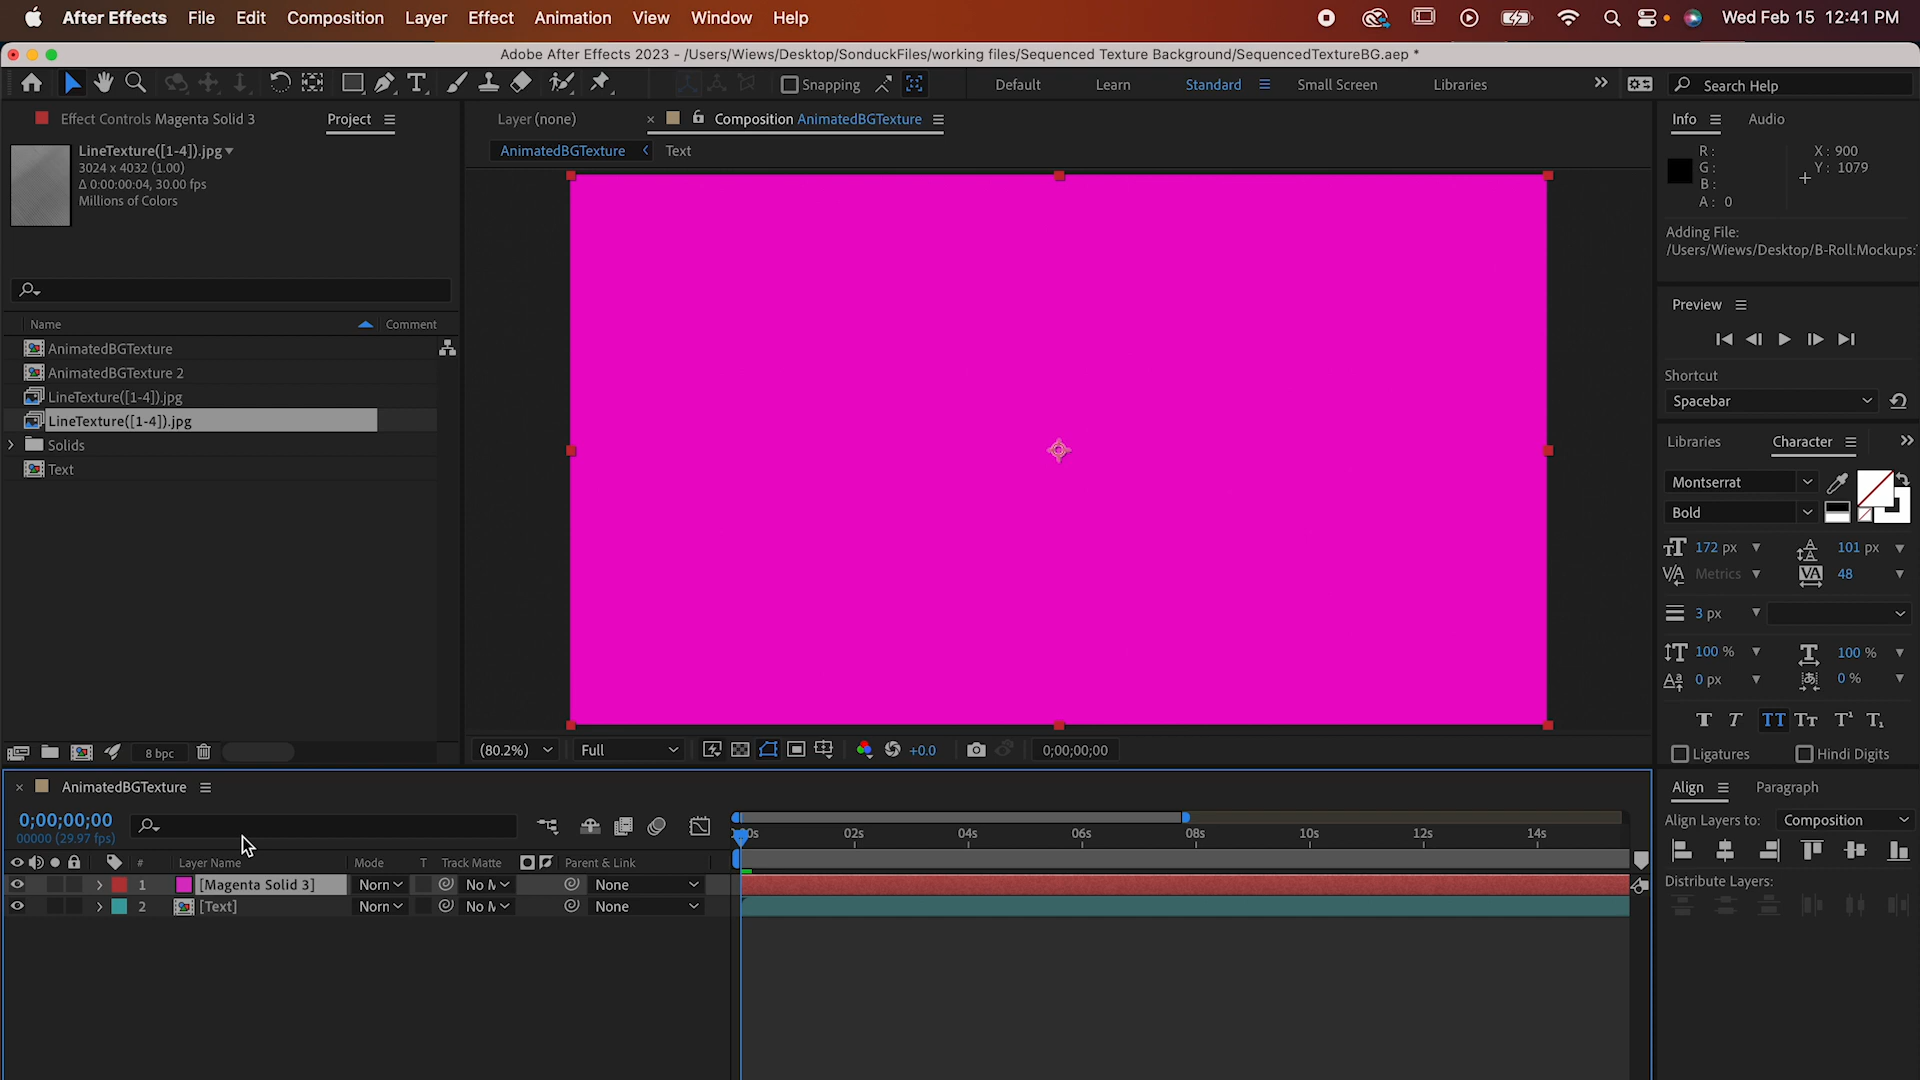 After Effects File Edit Composition Layer Effect Animation View Window Help Wed Feb 15 12:41 PM
Adobe After Effects 2023 - /Users/Wiews/Desktop/SonduckFiles/working files/Sequenced Texture Background/SequencedTextureBG.aep *
Snapping Default Learn Standard Small Screen Libraries Search Help
Effect Controls Magenta Solid 3 Project
Layer (none) × Composition AnimatedBGTexture
Info Audio
LineTexture([1-4]).jpg
3024 x 4032 (1.00)
Δ 0:00:00:04, 30.00 fps
Millions of Colors
AnimatedBGTexture Text
R: X: 900
G: Y: 1079
B:
A: 0
Adding File:
/Users/Wiews/Desktop/B-Roll:Mockups:
Preview
Shortcut
Spacebar
Name Comment
AnimatedBGTexture
AnimatedBGTexture 2
LineTexture([1-4]).jpg
LineTexture([1-4]).jpg
Solids
Text
Libraries Character
Montserrat
Bold
172 px 101 px
Metrics 48
3 px
100 % 100 %
0 px 0 %
T T TT Tт T¹ T₁
Ligatures Hindi Digits
8 bpc
(80.2%) Full +0.0 0;00;00;00
× AnimatedBGTexture
0;00;00;00
00000 (29.97 fps)
00s 02s 04s 06s 08s 10s 12s 14s
# Layer Name Mode T Track Matte Parent & Link
1 [Magenta Solid 3] Norn No M None
2 [Text] Norn No M None
Align Paragraph
Align Layers to: Composition
Distribute Layers: